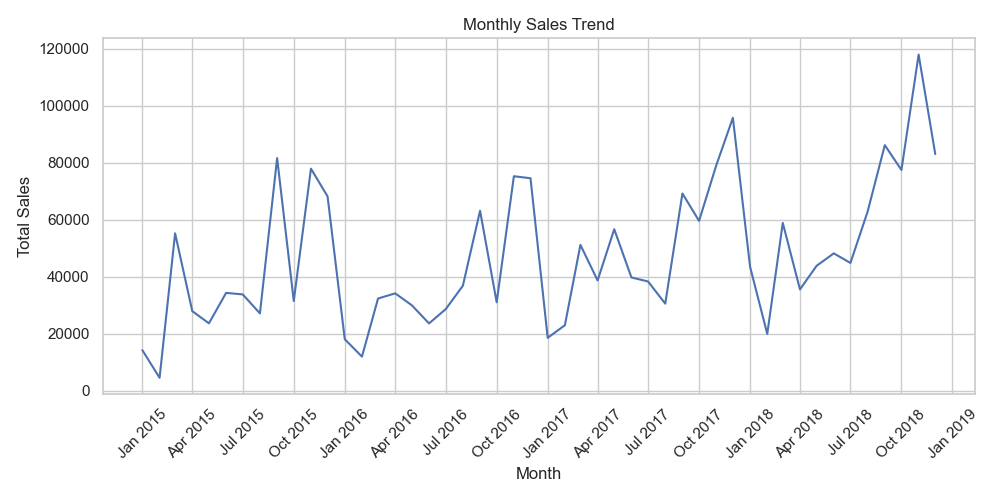 Monthly Sales Trend
120000
100000
80000
60000
40000
20000
0
Total Sales
Jan 2015
Apr 2015
Jul 2015
Oct 2015
Jan 2016
Apr 2016
Jul 2016
Oct 2016
Jan 2017
Apr 2017
Jul 2017
Oct 2017
Jan 2018
Apr 2018
Jul 2018
Oct 2018
Jan 2019
Month